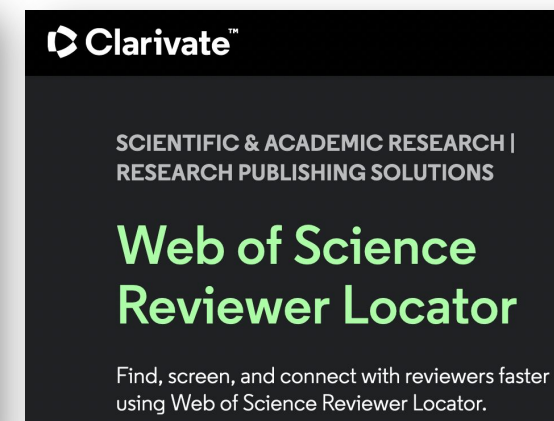 Clarivate™
SCIENTIFIC & ACADEMIC RESEARCH |
RESEARCH PUBLISHING SOLUTIONS
Web of Science
Reviewer Locator
Find, screen, and connect with reviewers faster
using Web of Science Reviewer Locator.